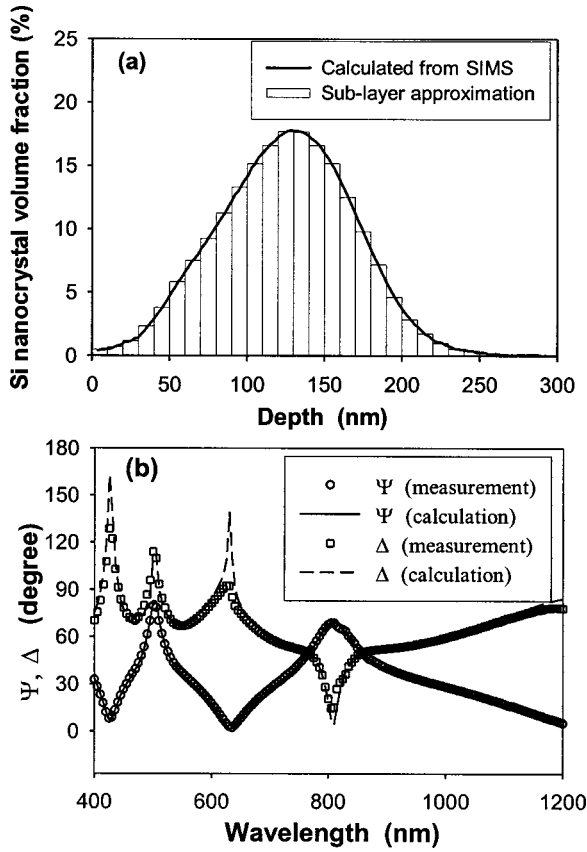 25
20
15
10
5
0
Si nanocrystal volume fraction (%)
(a)
Calculated from SIMS
Sub-layer approximation
0 50 100 150 200 250 300
Depth (nm)
180
150
120
90
60
30
0
Ψ, Δ (degree)
(b)
Ψ (measurement)
Ψ (calculation)
Δ (measurement)
Δ (calculation)
400 600 800 1000 1200
Wavelength (nm)